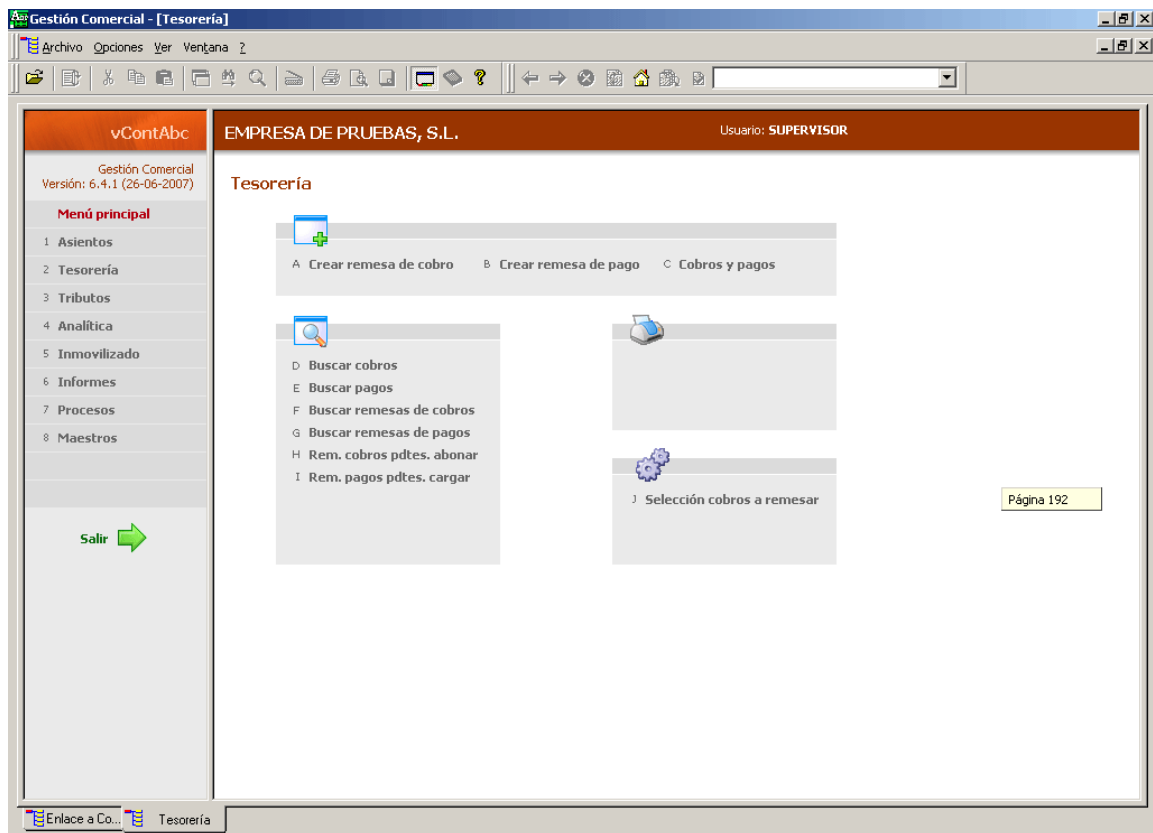 Gestión Comercial - [Tesorería]
Archivo Opciones Ver Ventana ?
vContAbc
EMPRESA DE PRUEBAS, S.L.
Usuario: SUPERVISOR
Gestión Comercial
Versión: 6.4.1 (26-06-2007)
Tesorería
Menú principal
1 Asientos
2 Tesorería
3 Tributos
4 Analítica
5 Inmovilizado
6 Informes
7 Procesos
8 Maestros
Salir
A Crear remesa de cobro B Crear remesa de pago C Cobros y pagos
D Buscar cobros
E Buscar pagos
F Buscar remesas de cobros
G Buscar remesas de pagos
H Rem. cobros pdtes. abonar
I Rem. pagos pdtes. cargar
J Selección cobros a remesar
Página 192
Enlace a Co... Tesorería